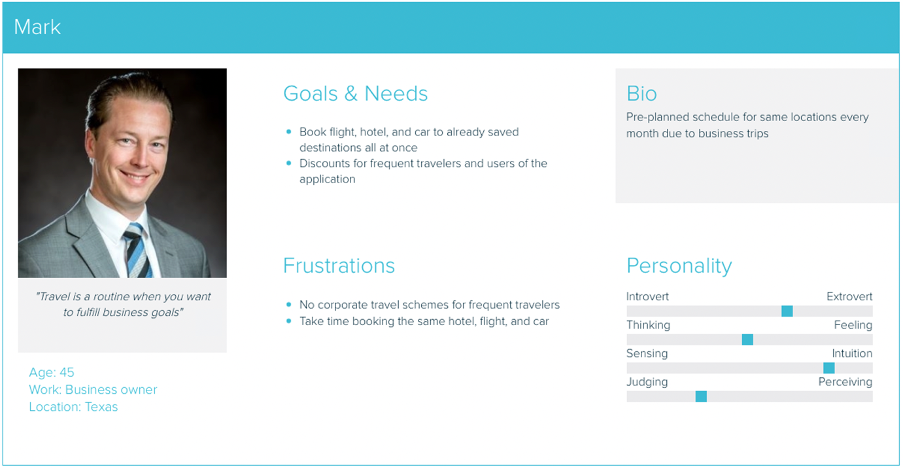 Mark
"Travel is a routine when you want
to fulfill business goals"
Age: 45
Work: Business owner
Location: Texas
Goals & Needs
Book flight, hotel, and car to already saved
destinations all at once
Discounts for frequent travelers and users of the
application
Frustrations
No corporate travel schemes for frequent travelers
Take time booking the same hotel, flight, and car
Bio
Pre-planned schedule for same locations every
month due to business trips
Personality
Introvert Extrovert
Thinking Feeling
Sensing Intuition
Judging Perceiving